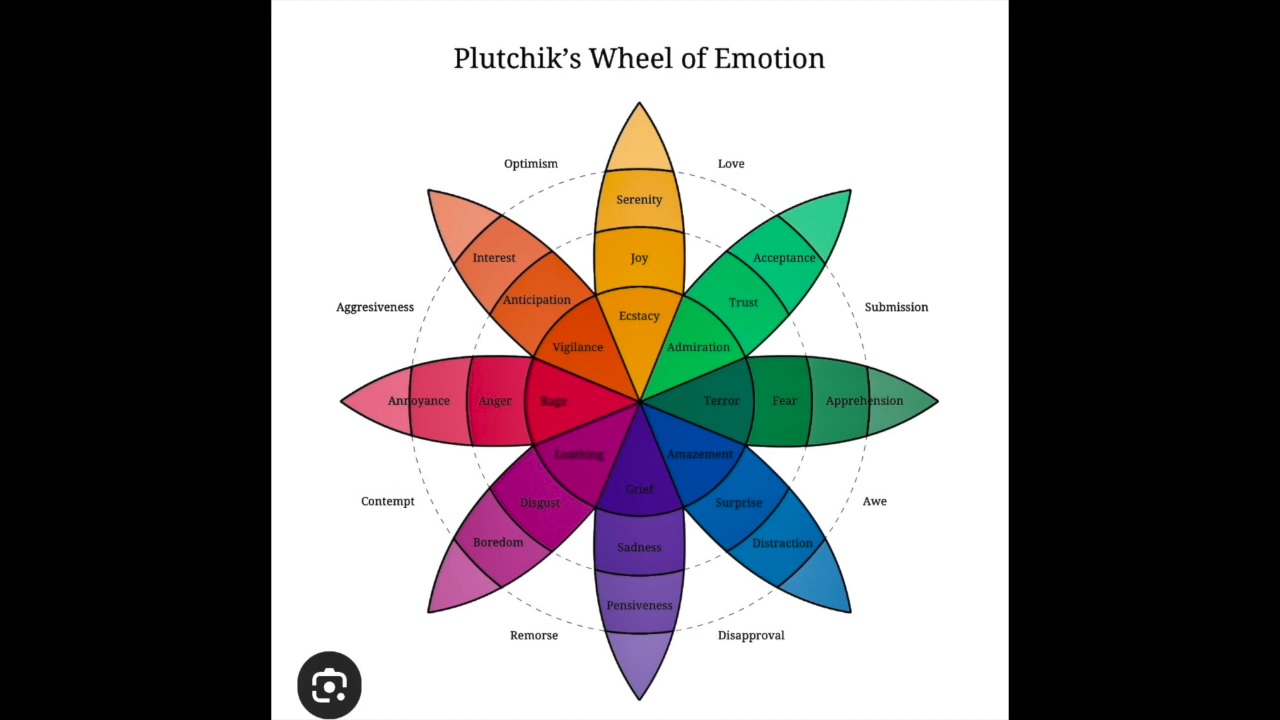 Plutchik's Wheel of Emotion
Optimism
Love
Serenity
Interest
Joy
Acceptance
Anticipation
Trust
Aggresiveness
Ecstacy
Submission
Vigilance
Admiration
Annoyance
Anger
Rage
Terror
Fear
Apprehension
Loathing
Amazement
Grief
Contempt
Disgust
Surprise
Awe
Boredom
Sadness
Distraction
Pensiveness
Remorse
Disapproval